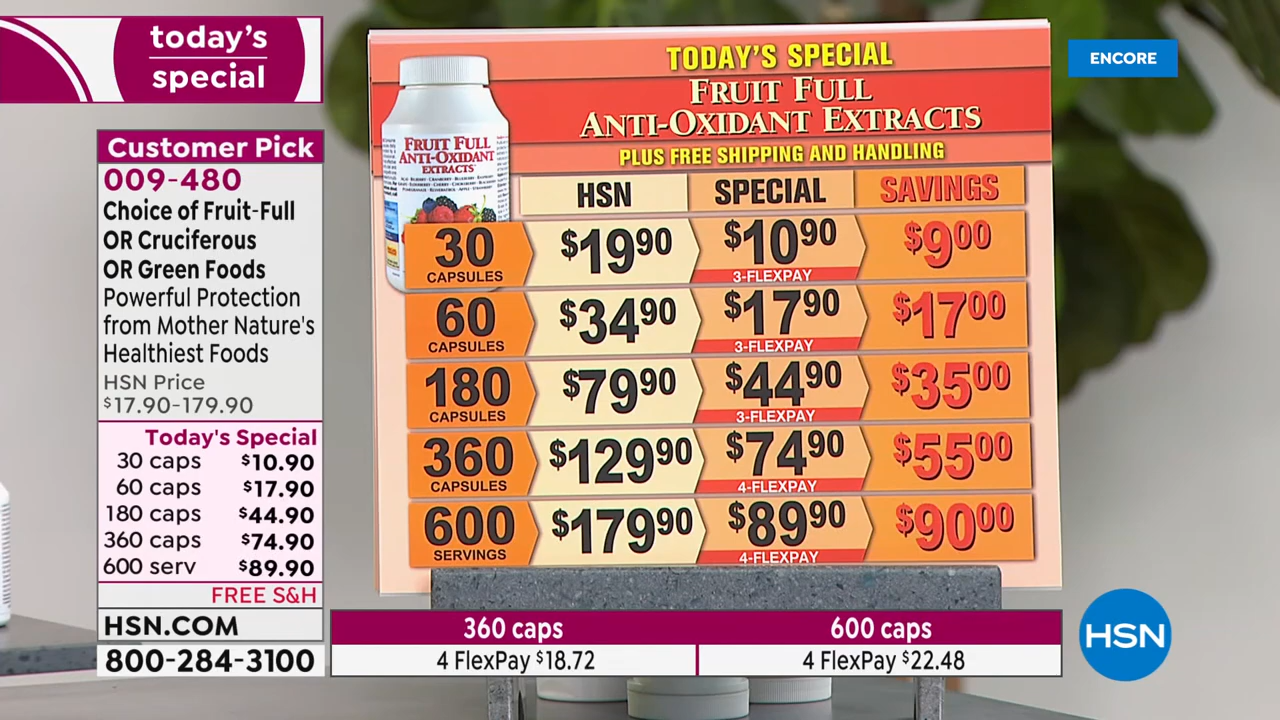 today's
special
ENCORE
Customer Pick
009-480
Choice of Fruit-Full
OR Cruciferous
OR Green Foods
Powerful Protection
from Mother Nature's
Healthiest Foods
HSN Price
$17.90-179.90
Today's Special
30 caps $10.90
60 caps $17.90
180 caps $44.90
360 caps $74.90
600 serv $89.90
FREE S&H
HSN.COM
800-284-3100
TODAY'S SPECIAL
FRUIT FULL
ANTI-OXIDANT EXTRACTS
PLUS FREE SHIPPING AND HANDLING
FRUIT FULL
ANTI-OXIDANT
EXTRACTS
HSN SPECIAL SAVINGS
30 CAPSULES $19.90 $10.90 3-FLEXPAY $9.00
60 CAPSULES $34.90 $17.90 3-FLEXPAY $17.00
180 CAPSULES $79.90 $44.90 3-FLEXPAY $35.00
360 CAPSULES $129.90 $74.90 4-FLEXPAY $55.00
600 SERVINGS $179.90 $89.90 4-FLEXPAY $90.00
360 caps 600 caps
4 FlexPay $18.72 4 FlexPay $22.48
HSN